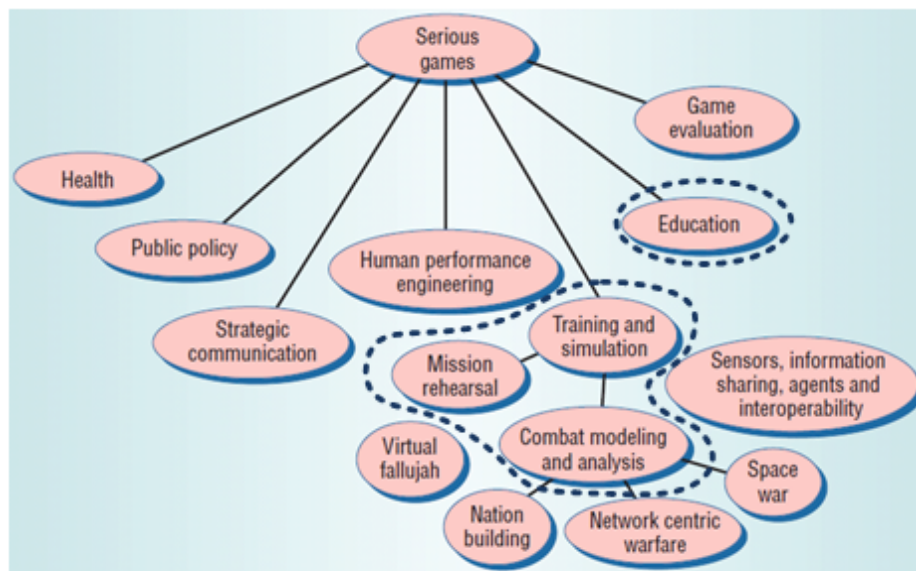 Serious
games
Game
evaluation
Health
Education
Public policy
Human performance
engineering
Strategic
communication
Training and
simulation
Mission
rehearsal
Sensors, information
sharing, agents and
interoperability
Combat modeling
and analysis
Virtual
fallujah
Space
war
Nation
building
Network centric
warfare